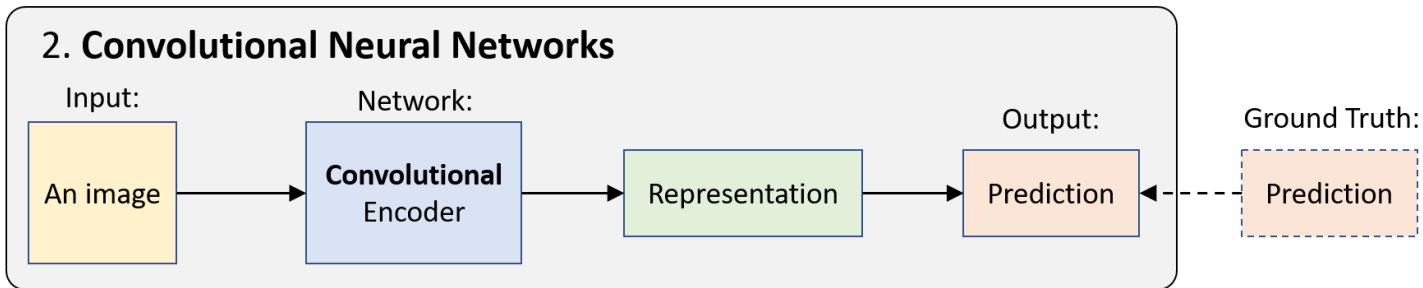 2. Convolutional Neural Networks
Input:
Network:
Output:
Ground Truth:
An image
Convolutional
Encoder
Representation
Prediction
Prediction